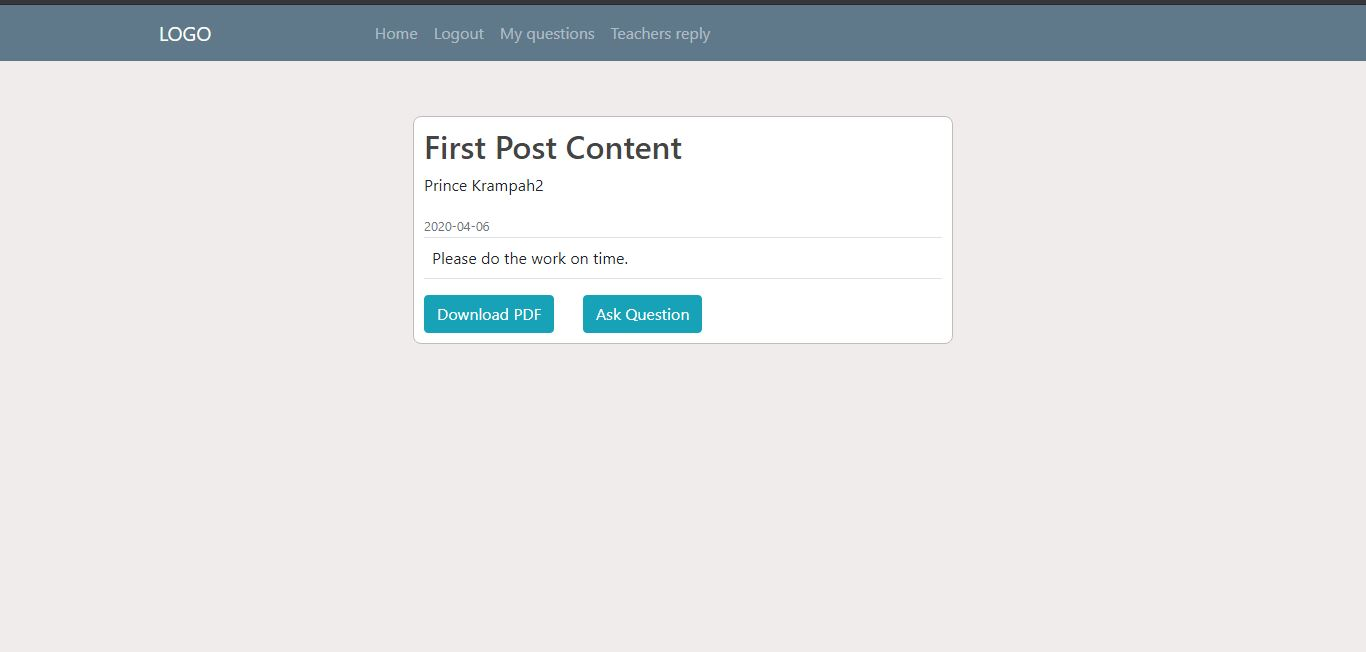 LOGO Home Logout My questions Teachers reply
First Post Content
Prince Krampah2
2020-04-06
Please do the work on time.
Download PDF Ask Question